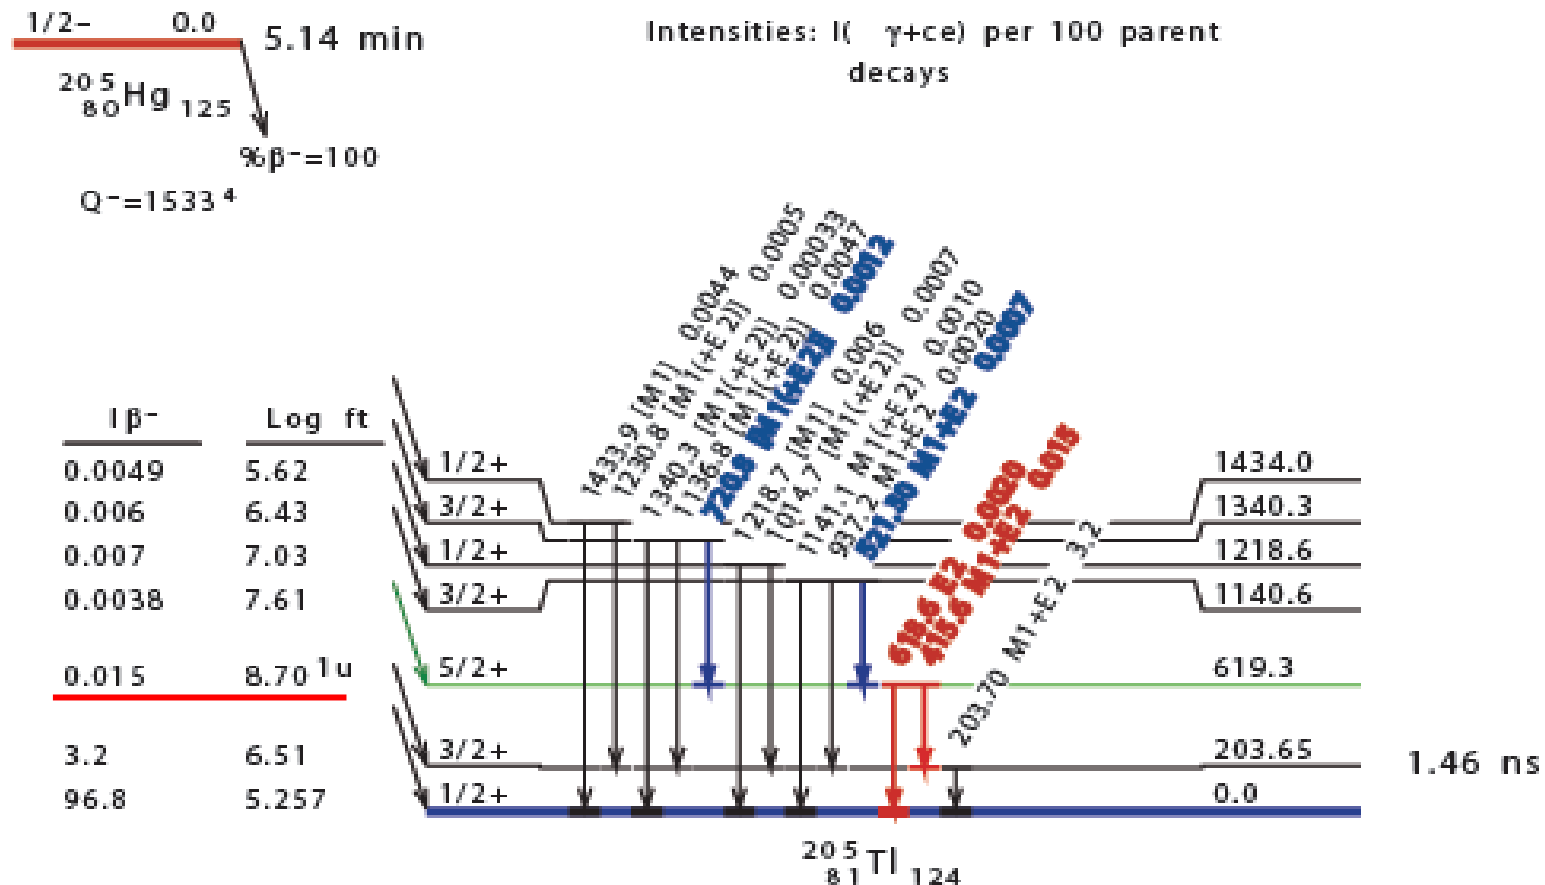 1/2− 0.0 5.14 min
Intensities: I( γ+ce) per 100 parent
decays
205
80 Hg 125
%β−=100
Q−=1533 4
1433.9 [M1] 0.0044
1230.8 [M1(+E2)] 0.0005
1340.3 [M1(+E2)] 0.00033
1136.8 [M1(+E2)] 0.0047
720.8 [M1(+E2)] 0.0012
1218.7 [M1] 0.006
1014.7 [M1(+E2)] 0.0007
1141.1 M1(+E2) 0.0010
937.2 M1+E2 0.0020
521.30 M1+E2 0.0007
618.6 E2 0.0020
415.6 M1+E2 0.015
203.70 M1+E2 3.2
Iβ− Log ft
0.0049 5.62 1/2+ 1434.0
0.006 6.43 3/2+ 1340.3
0.007 7.03 1/2+ 1218.6
0.0038 7.61 3/2+ 1140.6
0.015 8.70 1u 5/2+ 619.3
3.2 6.51 3/2+ 203.65 1.46 ns
96.8 5.257 1/2+ 0.0
205
81 Tl 124